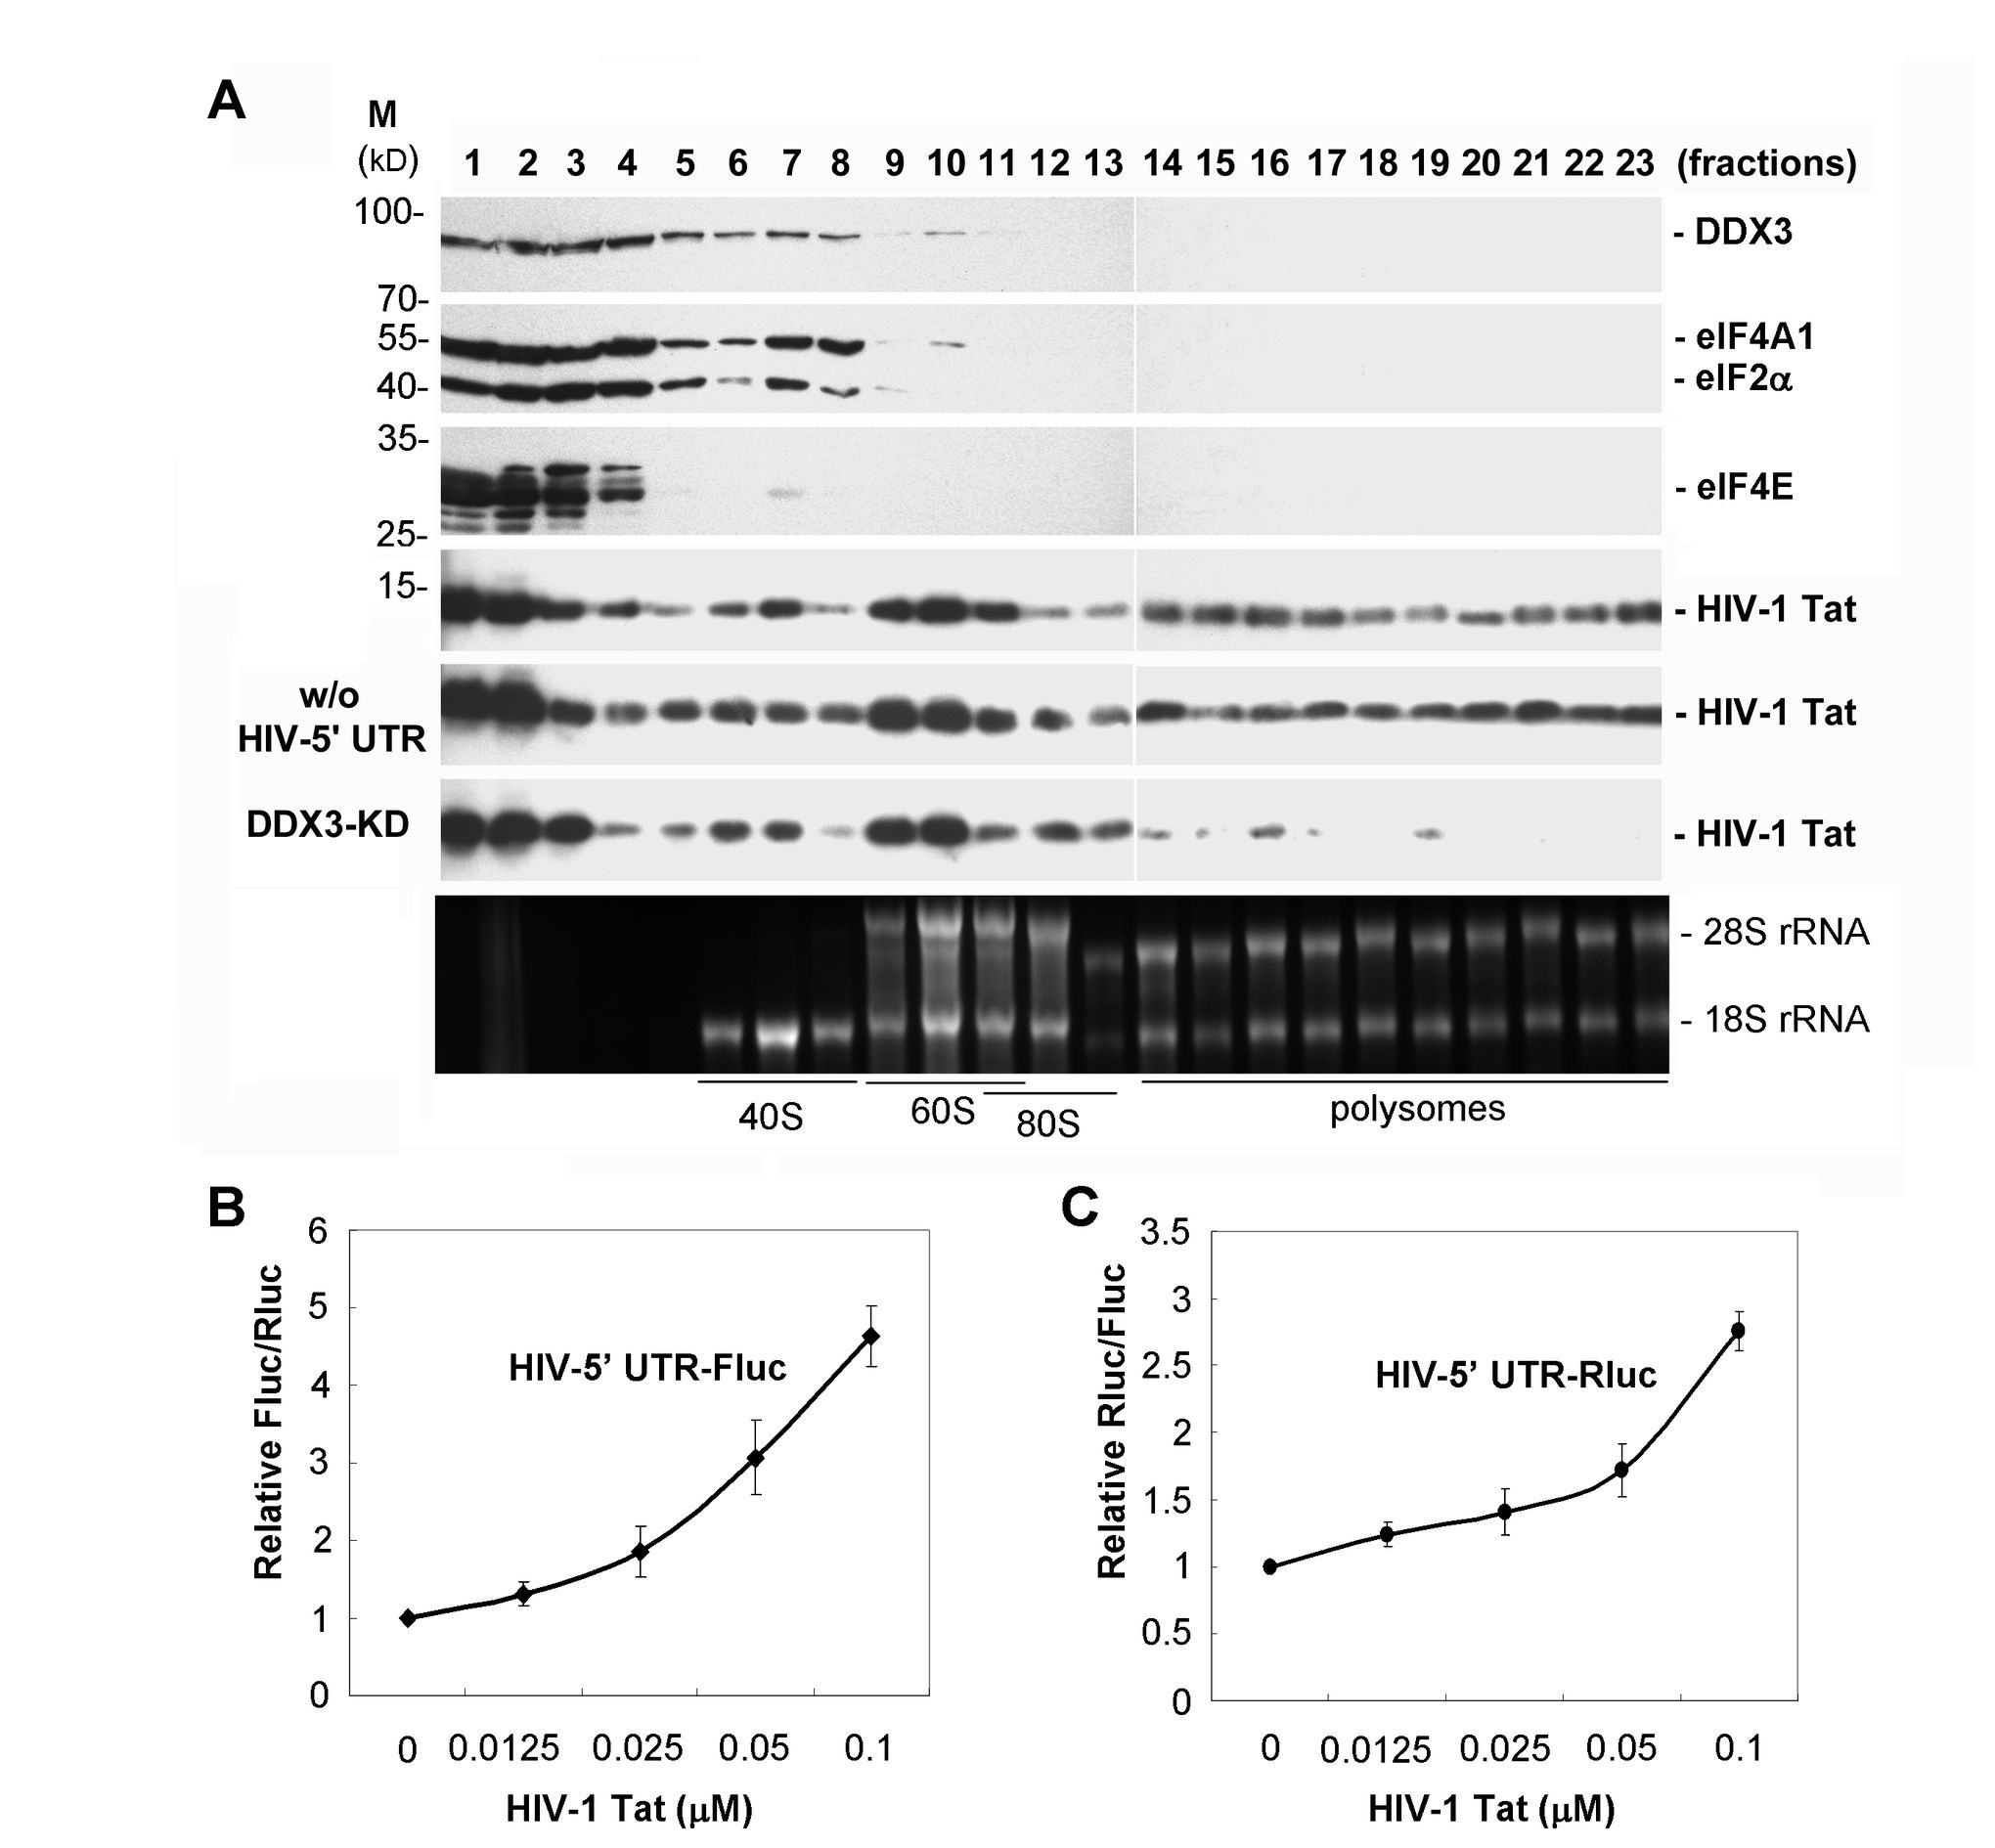 A
M
(kD)
1 2 3 4 5 6 7 8 9 10 11 12 13 14 15 16 17 18 19 20 21 22 23 (fractions)
100-
- DDX3
70-
55-
- eIF4A1
- eIF2α
40-
35-
- eIF4E
25-
15-
- HIV-1 Tat
w/o
HIV-5' UTR
- HIV-1 Tat
DDX3-KD
- HIV-1 Tat
- 28S rRNA
- 18S rRNA
40S
60S
80S
polysomes
B
Relative Fluc/Rluc
6
5
4
3
2
1
0
HIV-5’ UTR-Fluc
0 0.0125 0.025 0.05 0.1
HIV-1 Tat (μM)
C
Relative Rluc/Fluc
3.5
3
2.5
2
1.5
1
0.5
0
HIV-5’ UTR-Rluc
0 0.0125 0.025 0.05 0.1
HIV-1 Tat (μM)